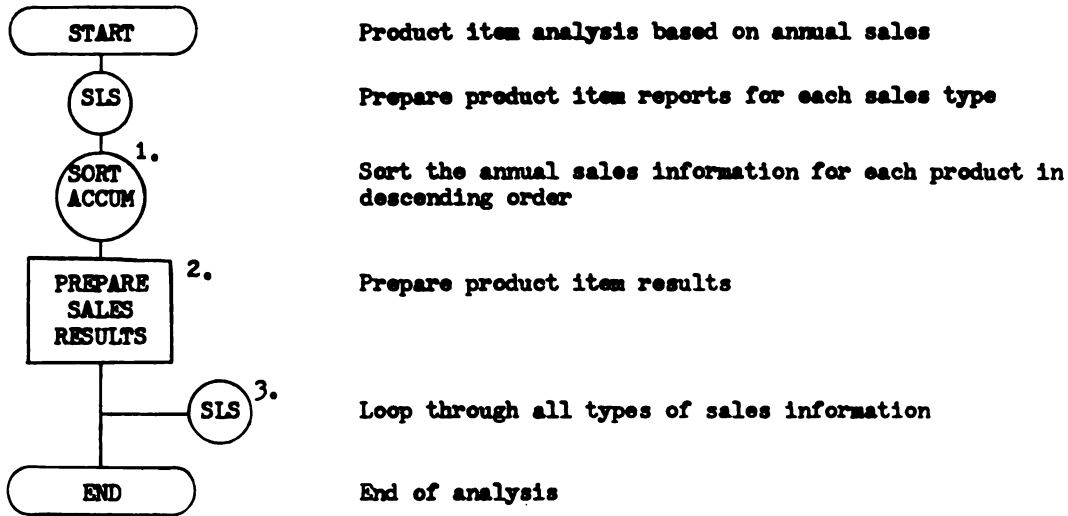 START Product item analysis based on annual sales
SLS Prepare product item reports for each sales type
1.
SORT ACCUM Sort the annual sales information for each product in
descending order
PREPARE SALES RESULTS 2. Prepare product item results
SLS 3. Loop through all types of sales information
END End of analysis